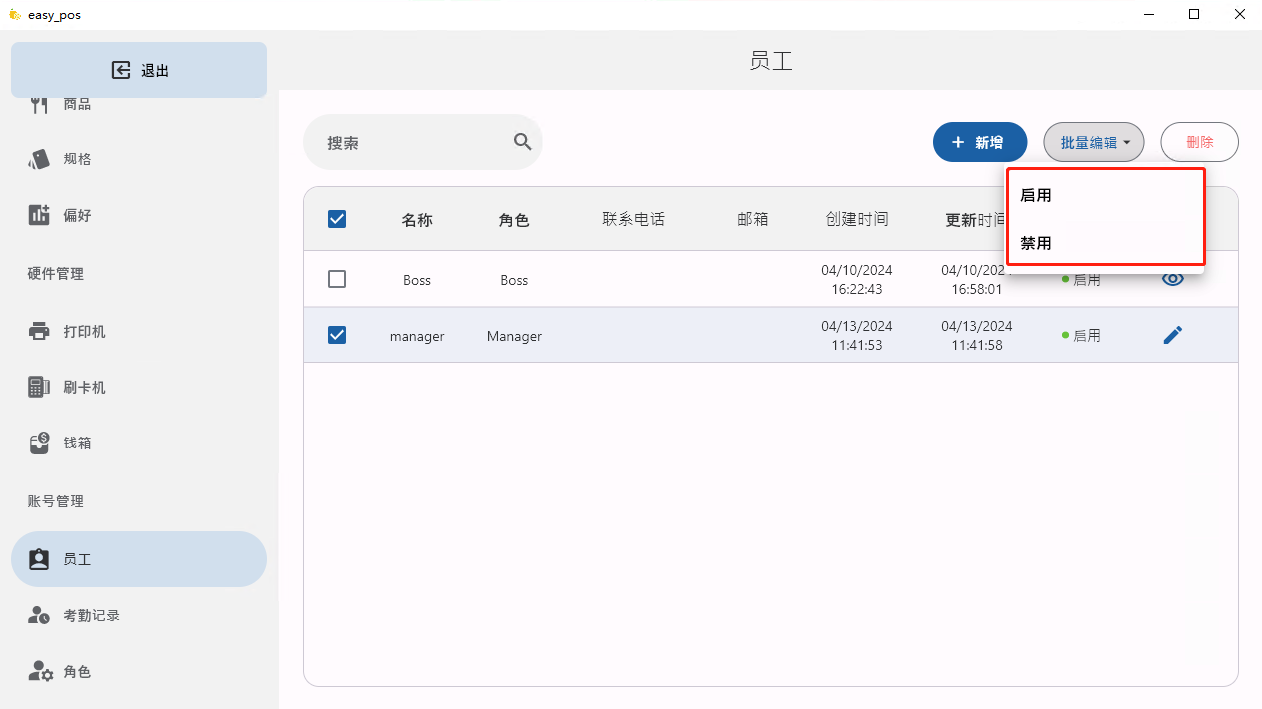 easy_pos
退出
商品
规格
偏好
硬件管理
打印机
刷卡机
钱箱
账号管理
员工
考勤记录
角色
员工
搜索
新增
批量编辑
删除
启用
禁用
名称 角色 联系电话 邮箱 创建时间 更新时间
Boss Boss 04/10/2024 16:22:43 04/10/2024 16:58:01 启用
manager Manager 04/13/2024 11:41:53 04/13/2024 11:41:58 启用